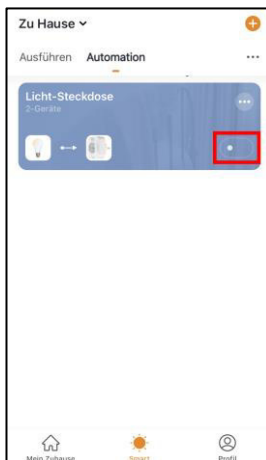 Zu Hause
Ausführen Automation
Licht-Steckdose
2-Geräte
Mein Zuhause Smart Profil